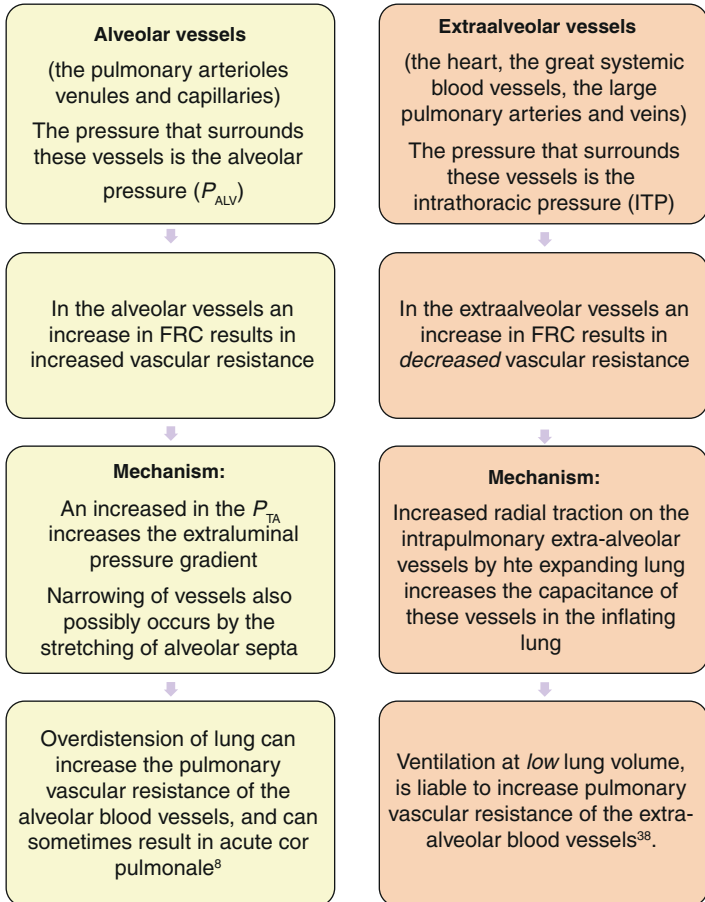 Alveolar vessels
(the pulmonary arterioles
venules and capillaries)
The pressure that surrounds
these vessels is the alveolar
pressure (P_ALV)
In the alveolar vessels an
increase in FRC results in
increased vascular resistance
Mechanism:
An increased in the P_TA
increases the extraluminal
pressure gradient
Narrowing of vessels also
possibly occurs by the
stretching of alveolar septa
Overdistension of lung can
increase the pulmonary
vascular resistance of the
alveolar blood vessels, and can
sometimes result in acute cor
pulmonale⁸
Extraalveolar vessels
(the heart, the great systemic
blood vessels, the large
pulmonary arteries and veins)
The pressure that surrounds
these vessels is the
intrathoracic pressure (ITP)
In the extraalveolar vessels an
increase in FRC results in
decreased vascular resistance
Mechanism:
Increased radial traction on the
intrapulmonary extra-alveolar
vessels by hte expanding lung
increases the capacitance of
these vessels in the inflating
lung
Ventilation at low lung volume,
is liable to increase pulmonary
vascular resistance of the extra-
alveolar blood vessels³⁸.